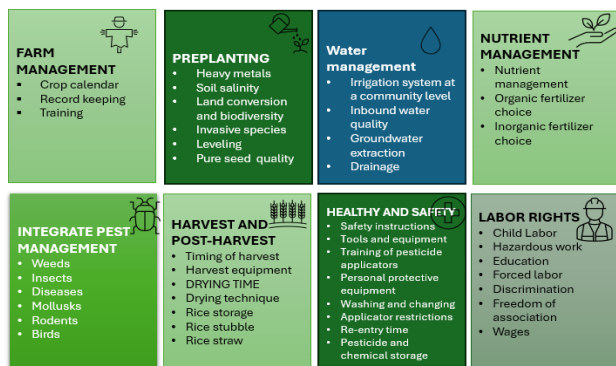 FARM
MANAGEMENT
▪ Crop calendar
▪ Record keeping
▪ Training
PREPLANTING
• Heavy metals
• Soil salinity
• Land conversion
and biodiversity
• Invasive species
• Leveling
• Pure seed quality
Water
management
• Irrigation system at
a community level
• Inbound water
quality
• Groundwater
extraction
• Drainage
NUTRIENT
MANAGEMENT
• Nutrient
management
• Organic fertilizer
choice
• Inorganic fertilizer
choice
INTEGRATE PEST
MANAGEMENT
• Weeds
• Insects
• Diseases
• Mollusks
• Rodents
• Birds
HARVEST AND
POST-HARVEST
• Timing of harvest
• Harvest equipment
• DRYING TIME
• Drying technique
• Rice storage
• Rice stubble
• Rice straw
HEALTHY AND SAFETY
• Safety instructions
• Tools and equipment
• Training of pesticide
applicators
• Personal protective
equipment
• Washing and changing
• Applicator restrictions
• Re-entry time
• Pesticide and
chemical storage
LABOR RIGHTS
• Child Labor
• Hazardous work
• Education
• Forced labor
• Discrimination
• Freedom of
association
• Wages